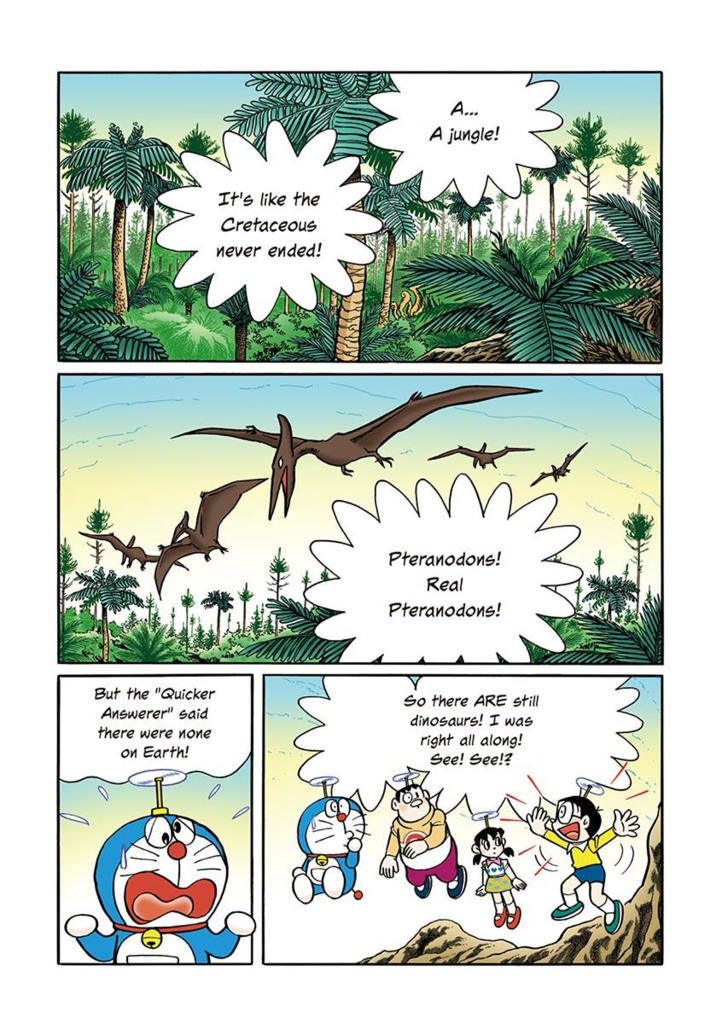 A...
A jungle!
It's like the
Cretaceous
never ended!
Pteranodons!
Real
Pteranodons!
But the "Quicker
Answerer" said
there were none
on Earth!
So there ARE still
dinosaurs! I was
right all along!
See! See!?